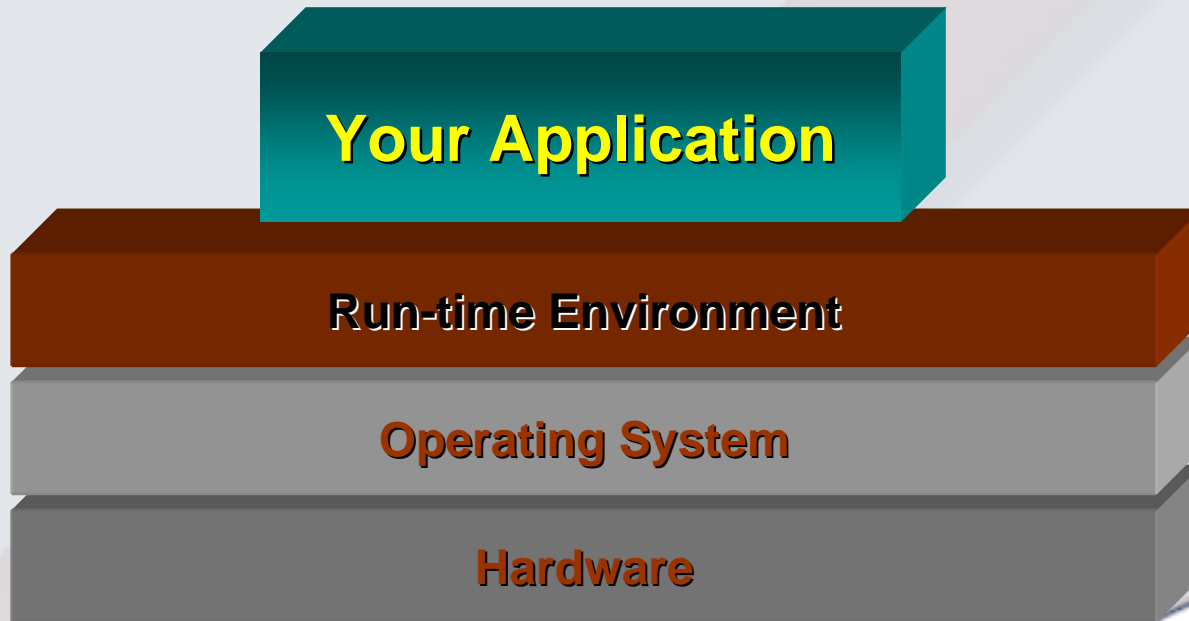 Your Application
Run-time Environment
Operating System
Hardware